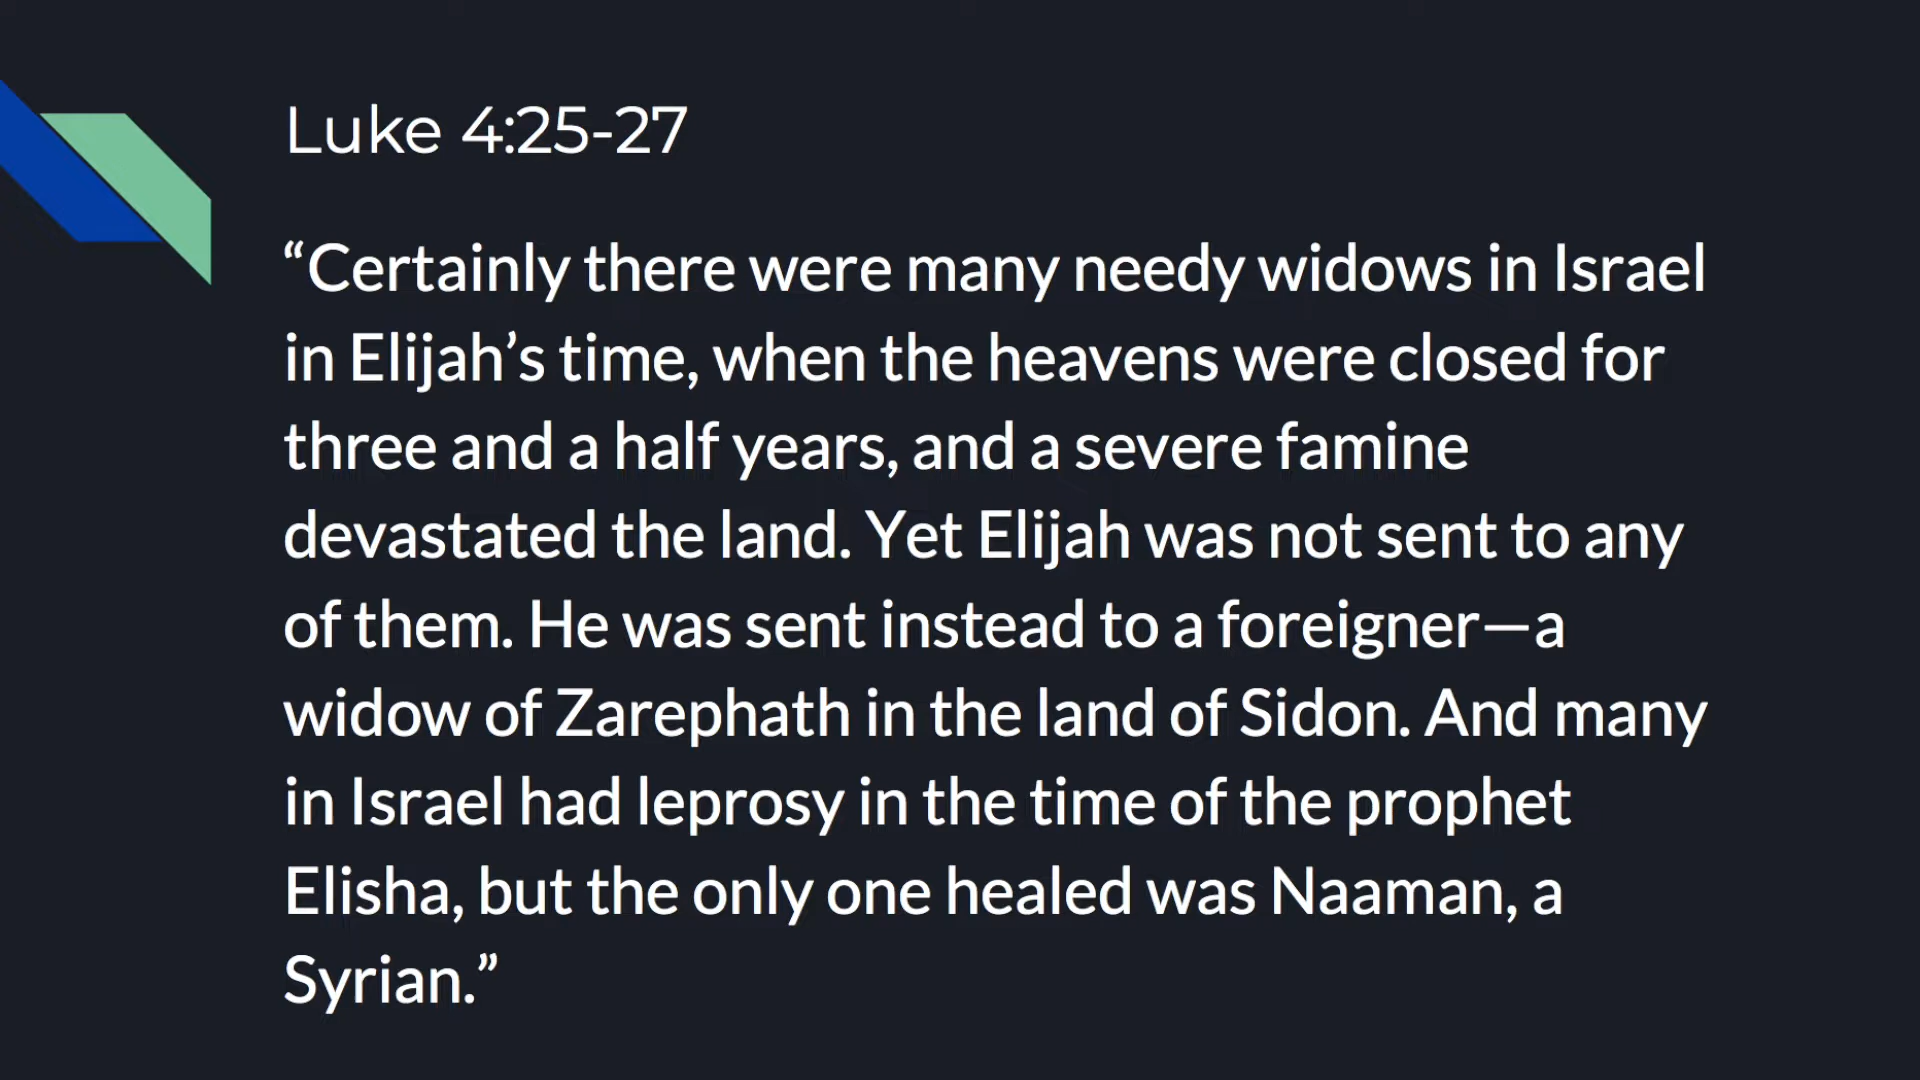 Luke 4:25-27
“Certainly there were many needy widows in Israel
in Elijah’s time, when the heavens were closed for
three and a half years, and a severe famine
devastated the land. Yet Elijah was not sent to any
of them. He was sent instead to a foreigner—a
widow of Zarephath in the land of Sidon. And many
in Israel had leprosy in the time of the prophet
Elisha, but the only one healed was Naaman, a
Syrian.”